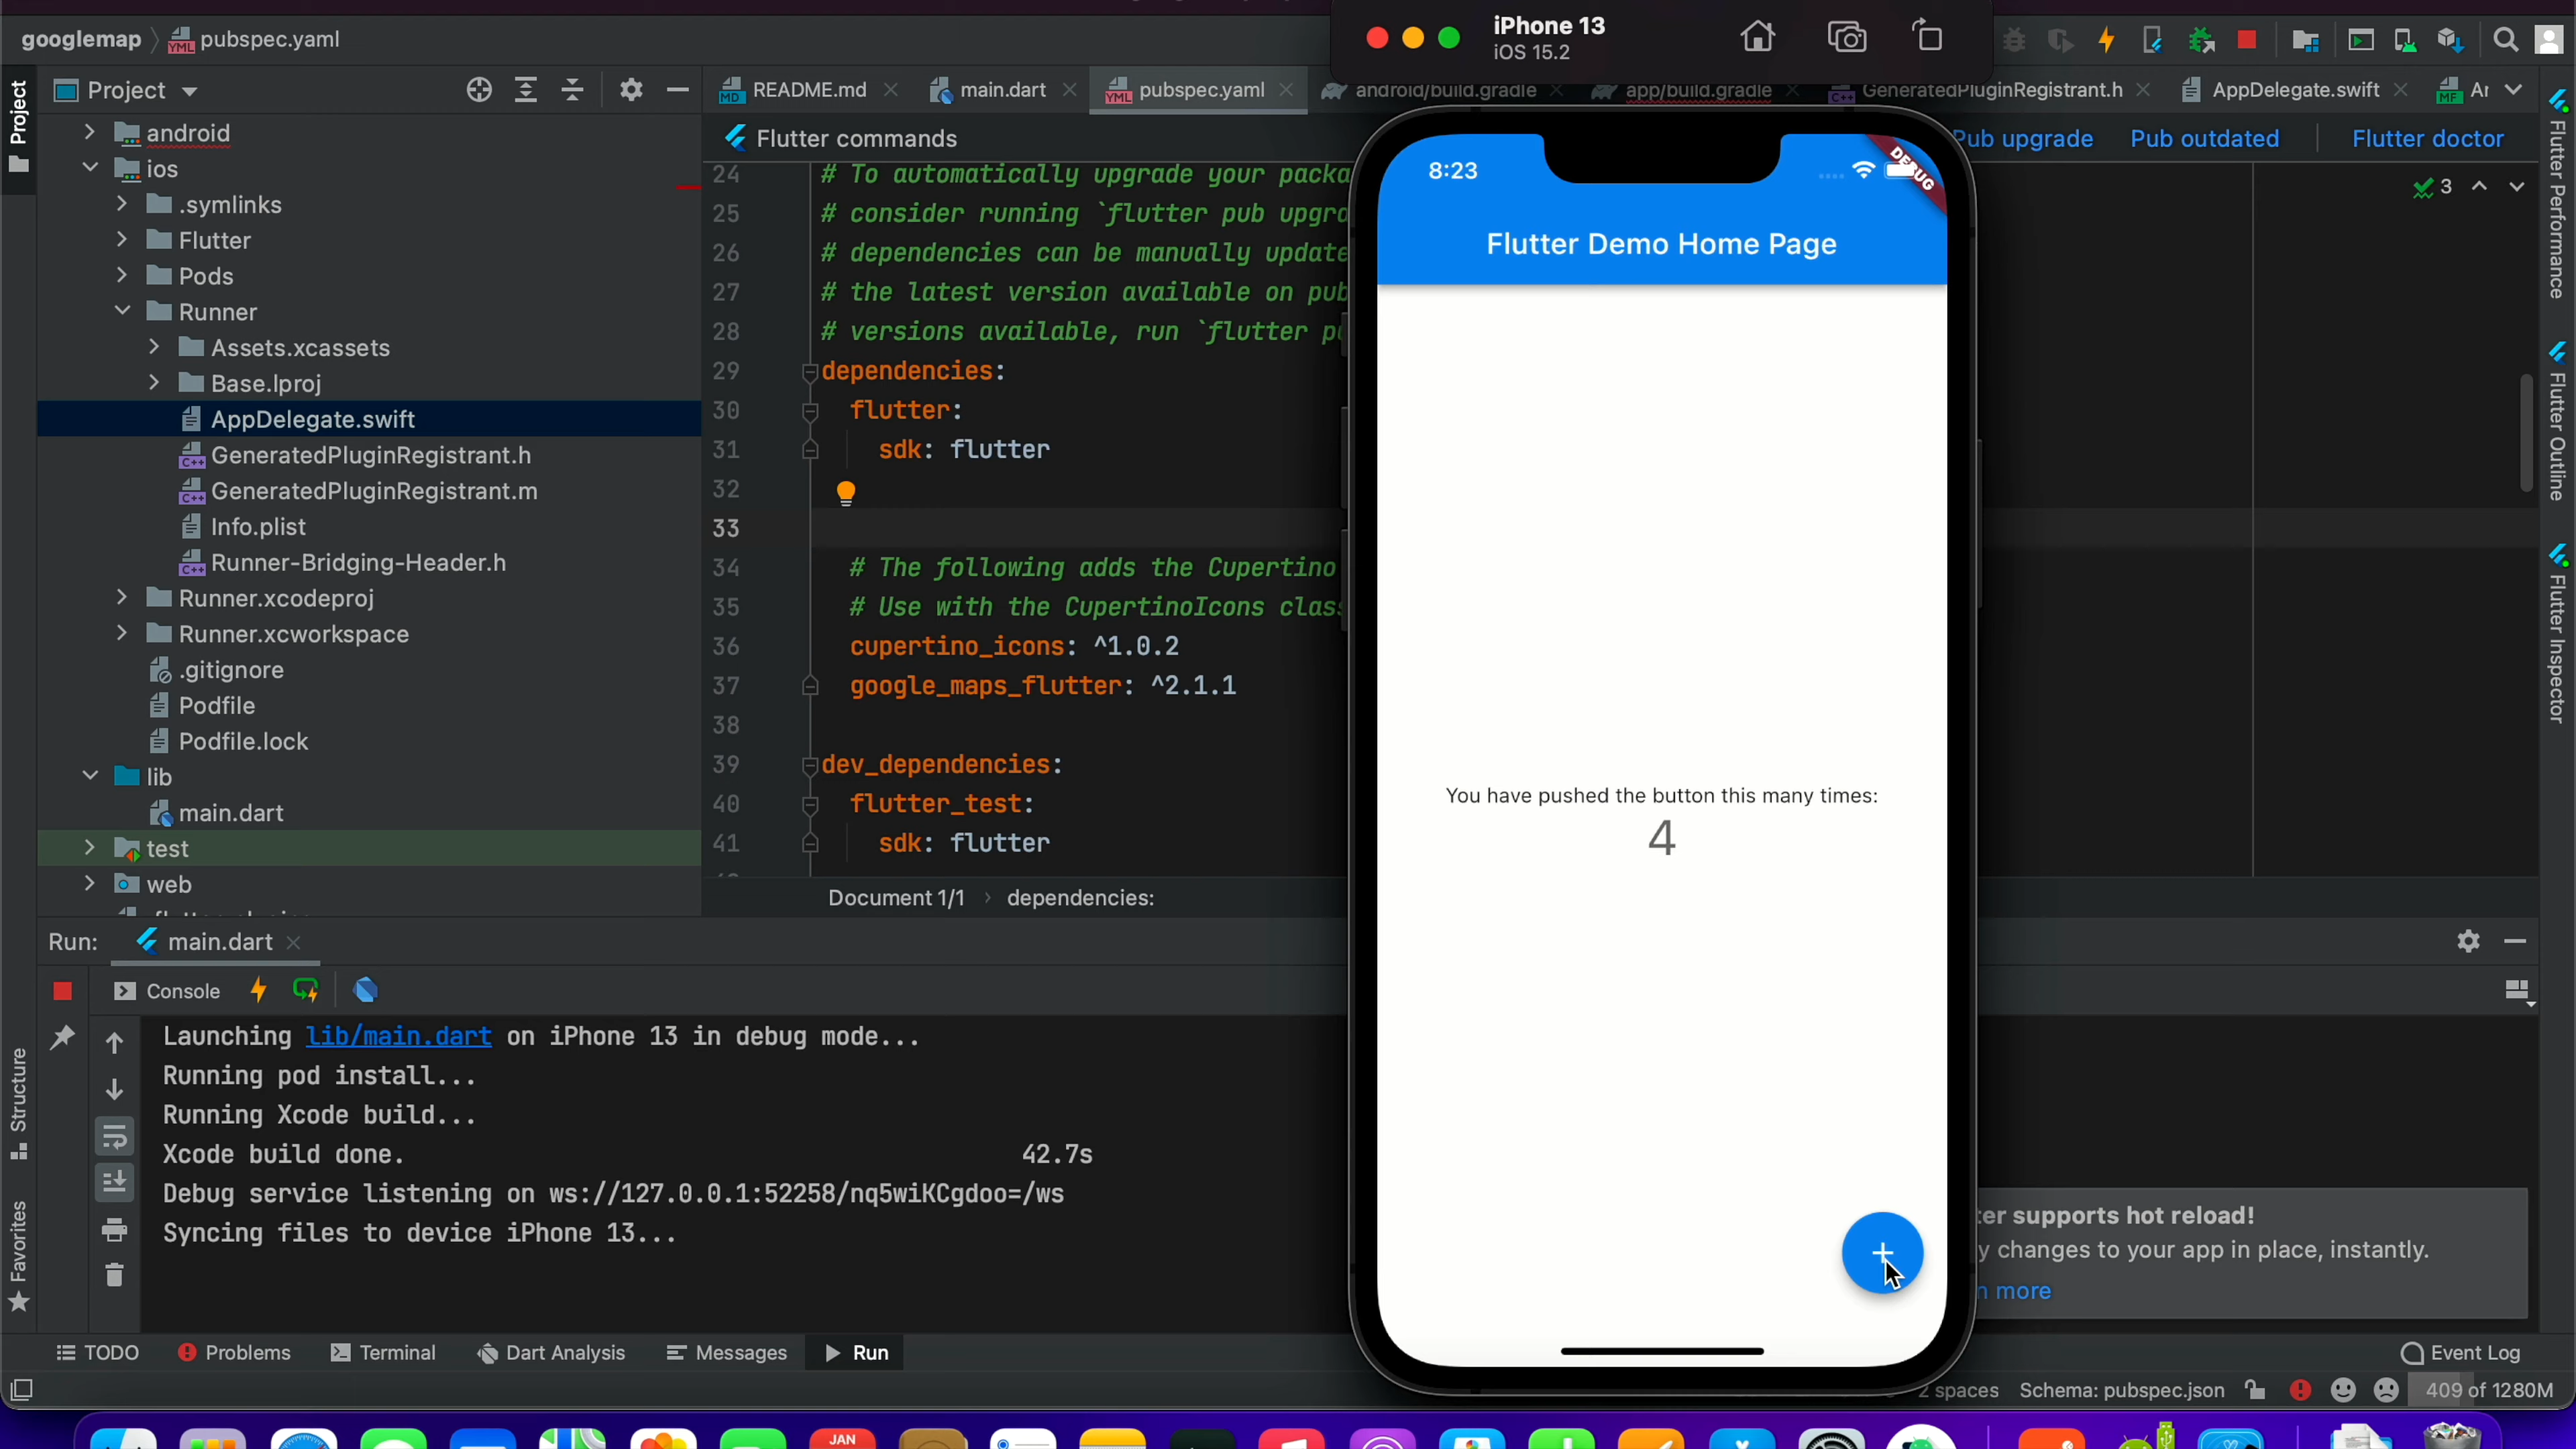 googlemap
pubspec.yaml
iPhone 13
iOS 15.2
Project
Project
README.md
main.dart
pubspec.yaml
android/build.gradle
app/build.gradle
GeneratedPluginRegistrant.h
AppDelegate.swift
Flutter commands
Pub upgrade
Pub outdated
Flutter doctor
android
ios
.symlinks
Flutter
Pods
Runner
Assets.xcassets
Base.lproj
AppDelegate.swift
GeneratedPluginRegistrant.h
GeneratedPluginRegistrant.m
Info.plist
Runner-Bridging-Header.h
Runner.xcodeproj
Runner.xcworkspace
.gitignore
Podfile
Podfile.lock
lib
main.dart
test
web
24 # To automatically upgrade your packa
25 # consider running `flutter pub upgra
26 # dependencies can be manually update
27 # the latest version available on pub
28 # versions available, run `flutter pu
29 dependencies:
30 flutter:
31 sdk: flutter
32
33
34 # The following adds the Cupertino
35 # Use with the CupertinoIcons class
36 cupertino_icons: ^1.0.2
37 google_maps_flutter: ^2.1.1
38
39 dev_dependencies:
40 flutter_test:
41 sdk: flutter
Document 1/1 › dependencies:
3
8:23
DEBUG
Flutter Demo Home Page
You have pushed the button this many times:
4
Flutter Performance
Flutter Outline
Flutter Inspector
Run:
main.dart
Console
Launching lib/main.dart on iPhone 13 in debug mode...
Running pod install...
Running Xcode build...
Xcode build done. 42.7s
Debug service listening on ws://127.0.0.1:52258/nq5wiKCgdoo=/ws
Syncing files to device iPhone 13...
Structure
Favorites
ter supports hot reload!
y changes to your app in place, instantly.
n more
TODO
Problems
Terminal
Dart Analysis
Messages
Run
Event Log
2 spaces
Schema: pubspec.json
409 of 1280M
JAN